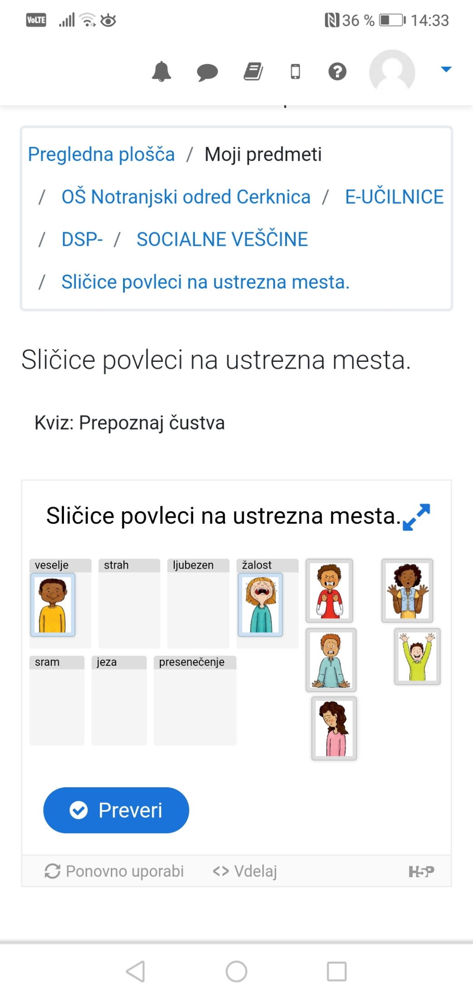 VoLTE 36 % 14:33
Pregledna plošča / Moji predmeti
/ OŠ Notranjski odred Cerknica / E-UČILNICE
/ DSP- / SOCIALNE VEŠČINE
/ Sličice povleci na ustrezna mesta.
Sličice povleci na ustrezna mesta.
Kviz: Prepoznaj čustva
Sličice povleci na ustrezna mesta.
veselje strah ljubezen žalost
sram jeza presenečenje
Preveri
Ponovno uporabi <> Vdelaj H5P